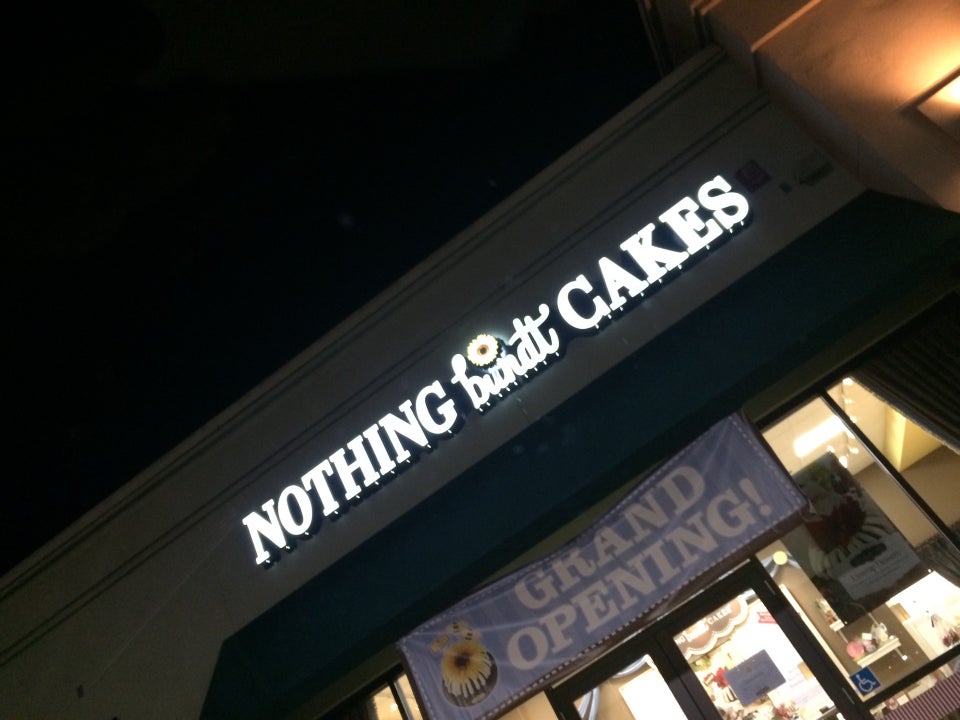 NOTHING bundt CAKES
GRAND
OPENING!